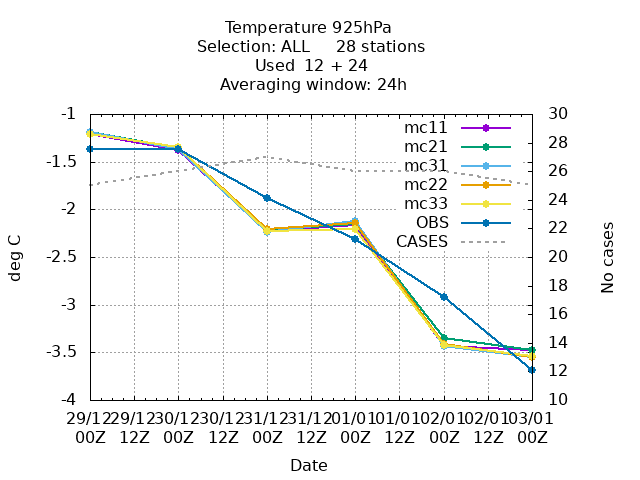 Temperature 925hPa
Selection: ALL     28 stations
Used  12 + 24
Averaging window: 24h
-1
-1.5
-2
-2.5
-3
-3.5
-4
deg C
30
28
26
24
22
20
18
16
14
12
10
No cases
mc11
mc21
mc31
mc22
mc33
OBS
CASES
29/12 29/12 30/12 30/12 31/12 31/12 01/01 01/01 02/01 02/01 03/01
00Z 12Z 00Z 12Z 00Z 12Z 00Z 12Z 00Z 12Z 00Z
Date